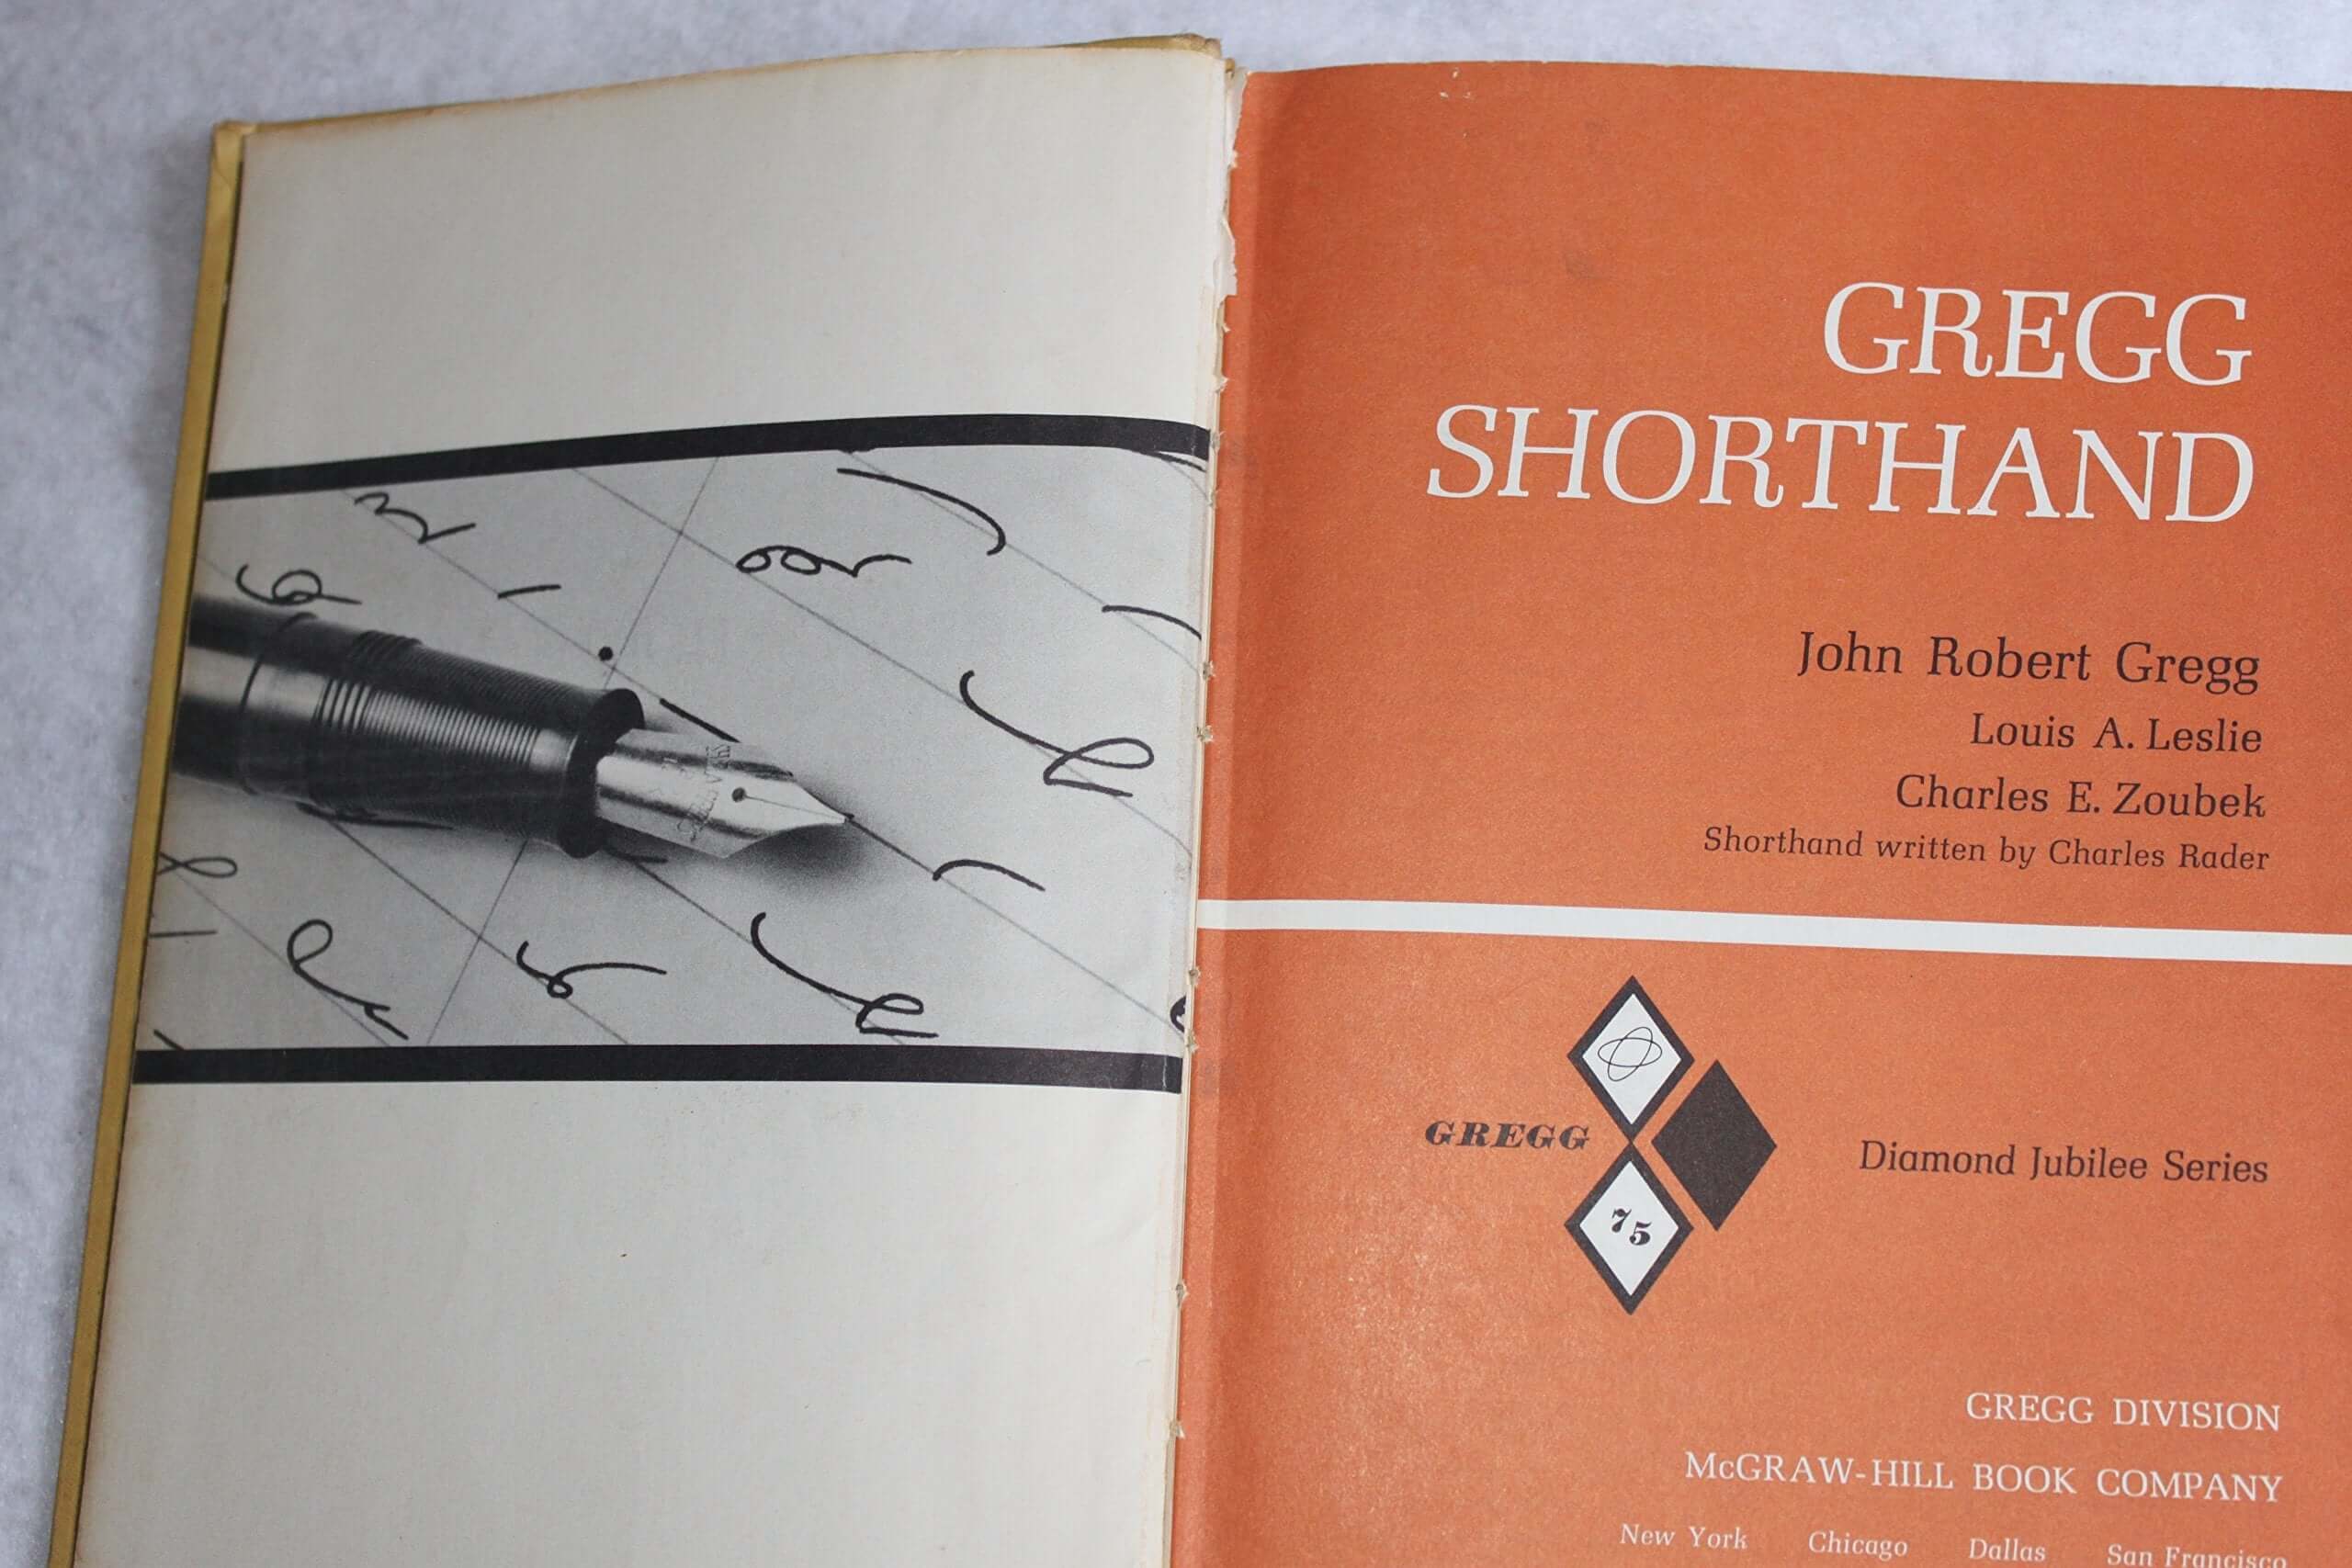 GREGG
SHORTHAND
John Robert Gregg
Louis A. Leslie
Charles E. Zoubek
Shorthand written by Charles Rader
GREGG
75
Diamond Jubilee Series
GREGG DIVISION
McGRAW-HILL BOOK COMPANY
New York Chicago Dallas San Francisco